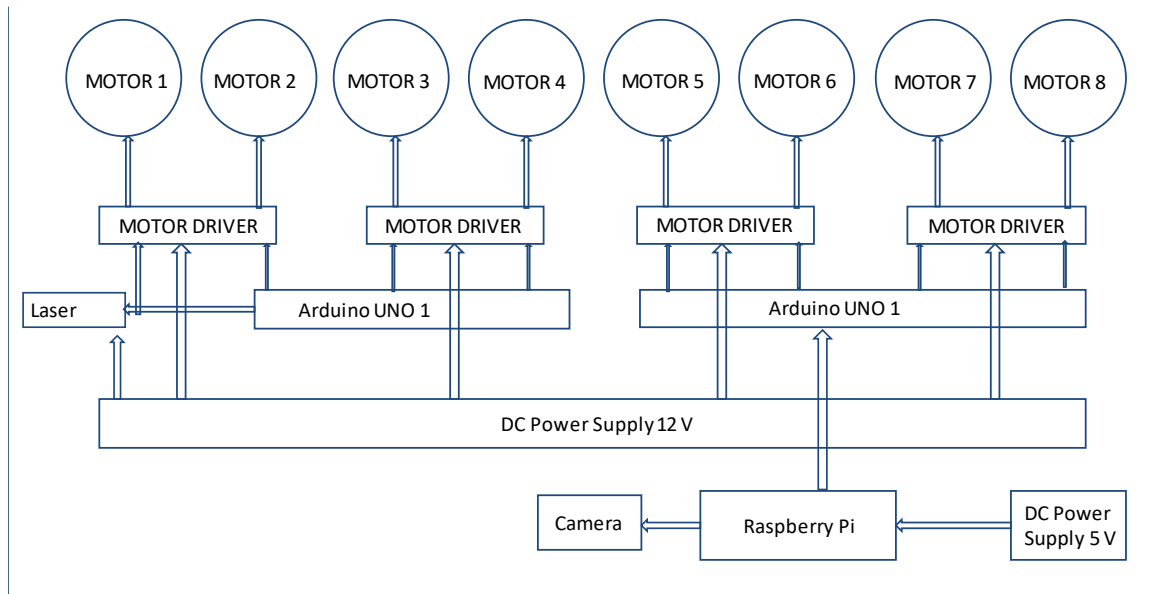 MOTOR 1
MOTOR 2
MOTOR 3
MOTOR 4
MOTOR 5
MOTOR 6
MOTOR 7
MOTOR 8
MOTOR DRIVER
MOTOR DRIVER
MOTOR DRIVER
MOTOR DRIVER
Laser
Arduino UNO 1
Arduino UNO 1
DC Power Supply 12 V
Camera
Raspberry Pi
DC Power
Supply 5 V